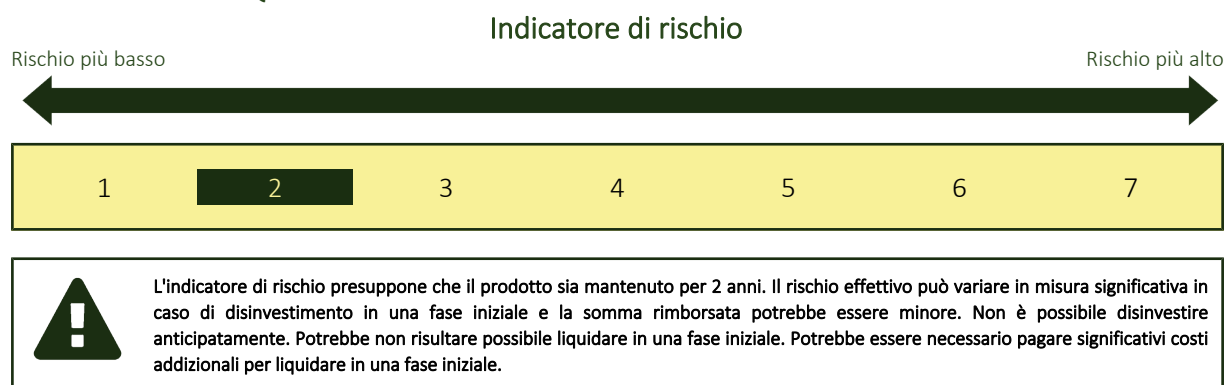 Indicatore di rischio
Rischio più basso
Rischio più alto
1 2 3 4 5 6 7
L'indicatore di rischio presuppone che il prodotto sia mantenuto per 2 anni. Il rischio effettivo può variare in misura significativa in
caso di disinvestimento in una fase iniziale e la somma rimborsata potrebbe essere minore. Non è possibile disinvestire
anticipatamente. Potrebbe non risultare possibile liquidare in una fase iniziale. Potrebbe essere necessario pagare significativi costi
addizionali per liquidare in una fase iniziale.